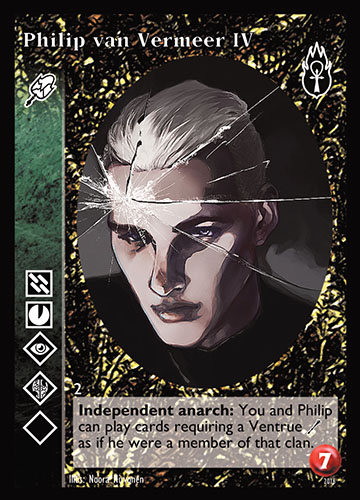 Philip van Vermeer IV
2
Independent anarch: You and Philip
can play cards requiring a Ventrue
as if he were a member of that clan.
7
Illus: Noora Hirvonen
2018